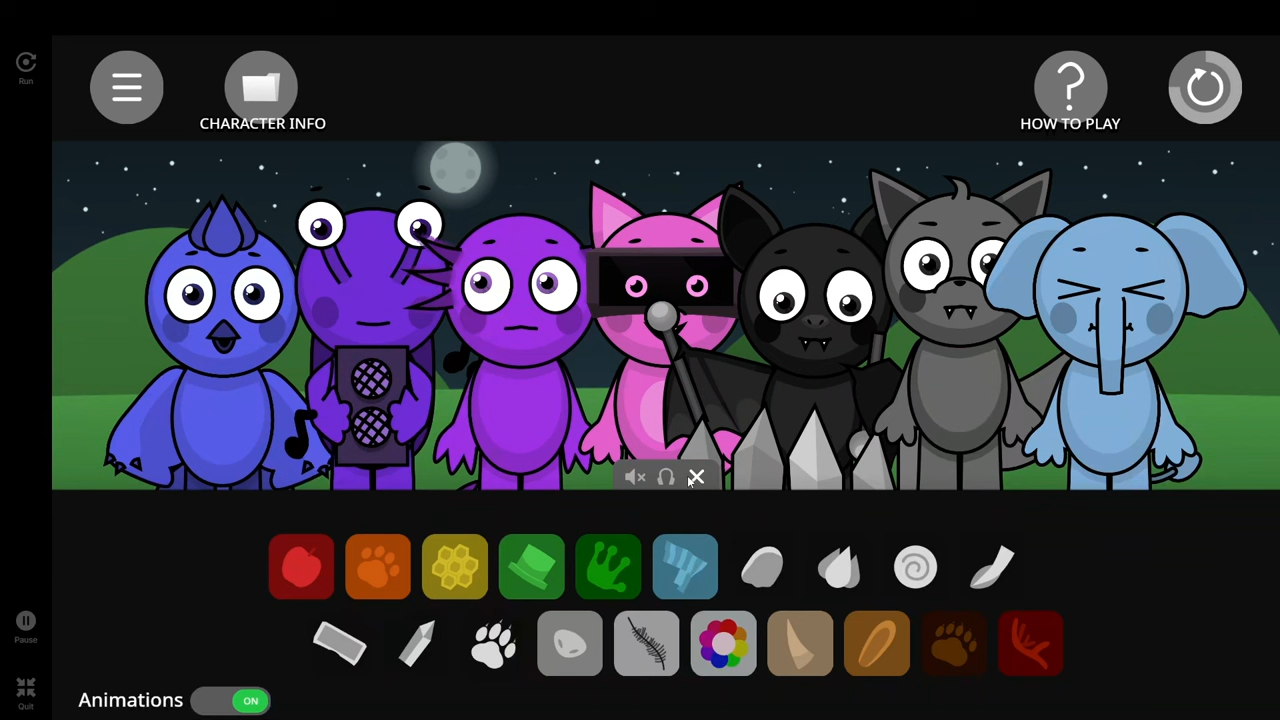 Run
CHARACTER INFO
HOW TO PLAY
Pause
Quit
Animations ON